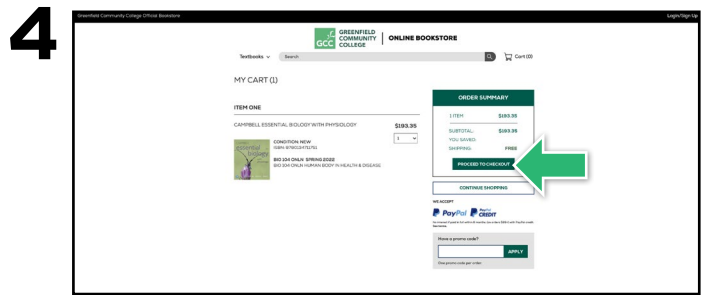 4
Greenfield Community College Official Bookstore
Login/Sign Up
GCC GREENFIELD COMMUNITY COLLEGE ONLINE BOOKSTORE
Textbooks Search Cart (0)
MY CART (1)
ITEM ONE
CAMPBELL ESSENTIAL BIOLOGY WITH PHYSIOLOGY $193.35
1
CONDITION: NEW
BIO 104 ONLN SPRING 2022
BIO 104 ONLN HUMAN BODY IN HEALTH & DISEASE
ORDER SUMMARY
1 ITEM $193.35
SUBTOTAL: $193.35
YOU SAVED:
SHIPPING: FREE
PROCEED TO CHECKOUT
CONTINUE SHOPPING
WE ACCEPT
PayPal PayPal CREDIT
Have a promo code?
APPLY
One promo code per order.